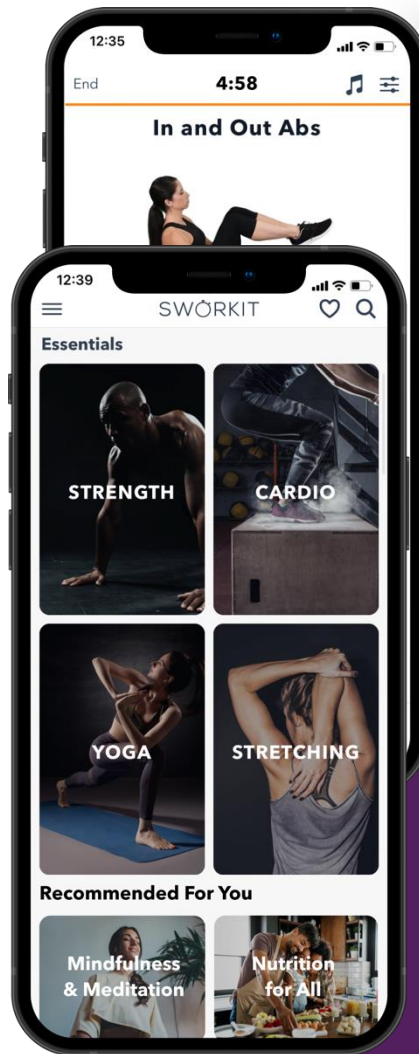 12:35
End
4:58
In and Out Abs
12:39
SWORKIT
Essentials
STRENGTH
CARDIO
YOGA
STRETCHING
Recommended For You
Mindfulness
& Meditation
Nutrition
for All